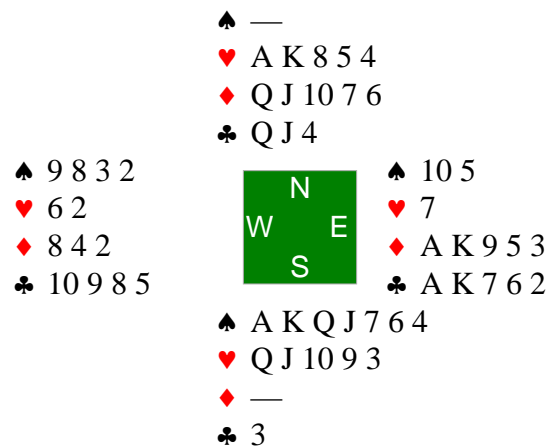 ♠ —
♥ A K 8 5 4
♦ Q J 10 7 6
♣ Q J 4
♠ 9 8 3 2
♥ 6 2
♦ 8 4 2
♣ 10 9 8 5
N
W E
S
♠ 10 5
♥ 7
♦ A K 9 5 3
♣ A K 7 6 2
♠ A K Q J 7 6 4
♥ Q J 10 9 3
♦ —
♣ 3